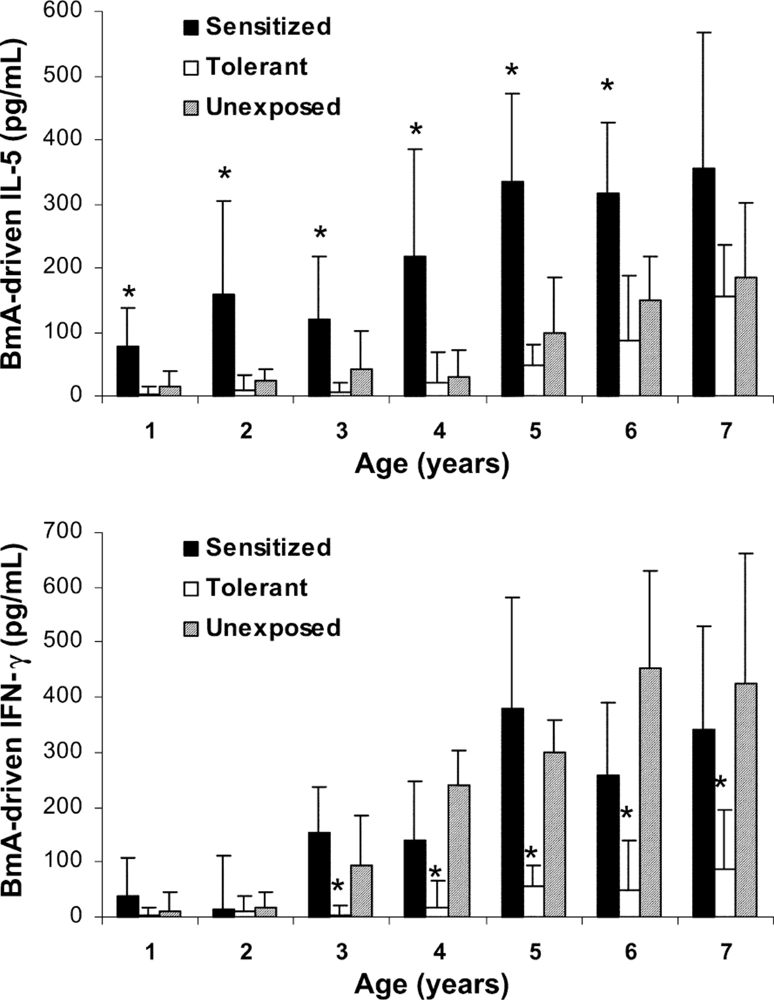 600
500
400
300
200
100
0
BmA-driven IL-5 (pg/mL)
Sensitized
Tolerant
Unexposed
*
*
*
*
*
*
1 2 3 4 5 6 7
Age (years)
700
600
500
400
300
200
100
0
BmA-driven IFN-γ (pg/mL)
Sensitized
Tolerant
Unexposed
*
*
*
*
*
1 2 3 4 5 6 7
Age (years)